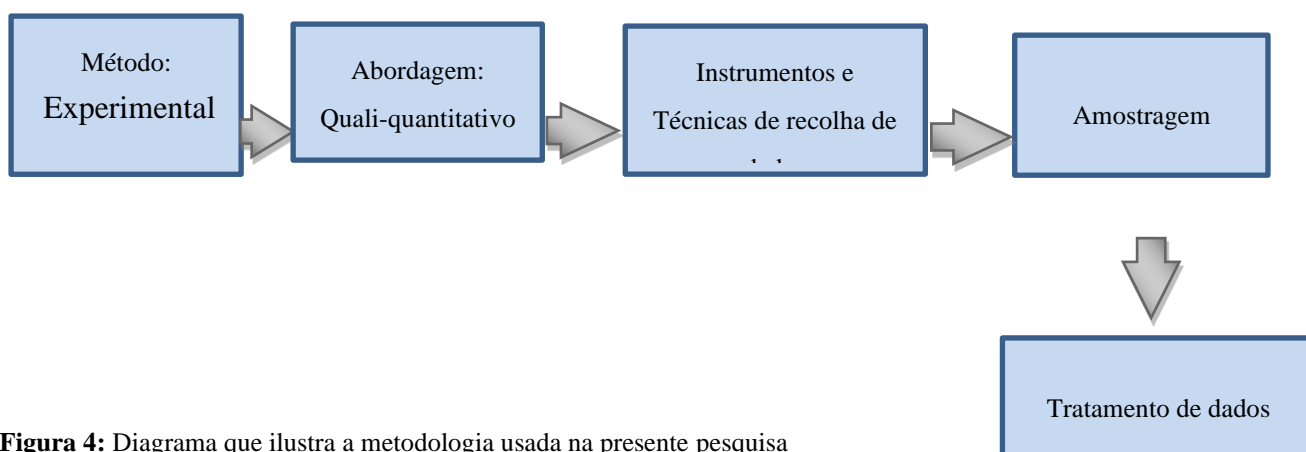 Método:
Experimental
Abordagem:
Quali-quantitativo
Instrumentos e
Técnicas de recolha de
Amostragem
Tratamento de dados
Figura 4: Diagrama que ilustra a metodologia usada na presente pesquisa